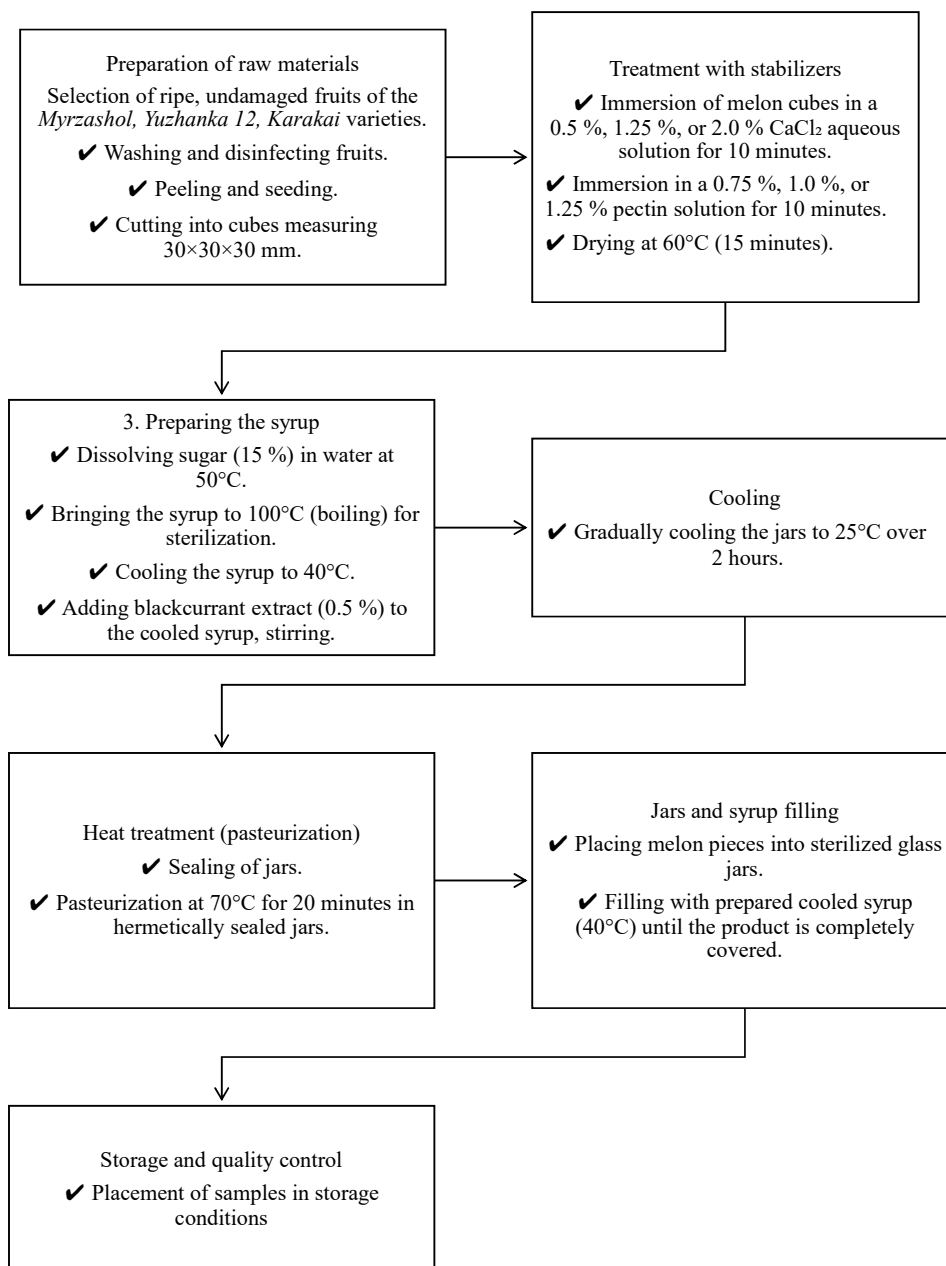 Preparation of raw materials
Selection of ripe, undamaged fruits of the
Myrzashol, Yuzhanka 12, Karakai varieties.
✔ Washing and disinfecting fruits.
✔ Peeling and seeding.
✔ Cutting into cubes measuring
30×30×30 mm.
Treatment with stabilizers
✔ Immersion of melon cubes in a
0.5 %, 1.25 %, or 2.0 % CaCl₂ aqueous
solution for 10 minutes.
✔ Immersion in a 0.75 %, 1.0 %, or
1.25 % pectin solution for 10 minutes.
✔ Drying at 60°C (15 minutes).
3. Preparing the syrup
✔ Dissolving sugar (15 %) in water at
50°C.
✔ Bringing the syrup to 100°C (boiling) for
sterilization.
✔ Cooling the syrup to 40°C.
✔ Adding blackcurrant extract (0.5 %) to
the cooled syrup, stirring.
Cooling
✔ Gradually cooling the jars to 25°C over
2 hours.
Heat treatment (pasteurization)
✔ Sealing of jars.
✔ Pasteurization at 70°C for 20 minutes in
hermetically sealed jars.
Jars and syrup filling
✔ Placing melon pieces into sterilized glass
jars.
✔ Filling with prepared cooled syrup
(40°C) until the product is completely
covered.
Storage and quality control
✔ Placement of samples in storage
conditions